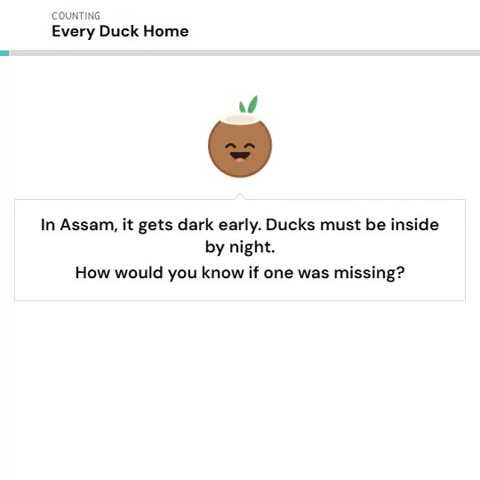 COUNTING
Every Duck Home
In Assam, it gets dark early. Ducks must be inside
by night.
How would you know if one was missing?